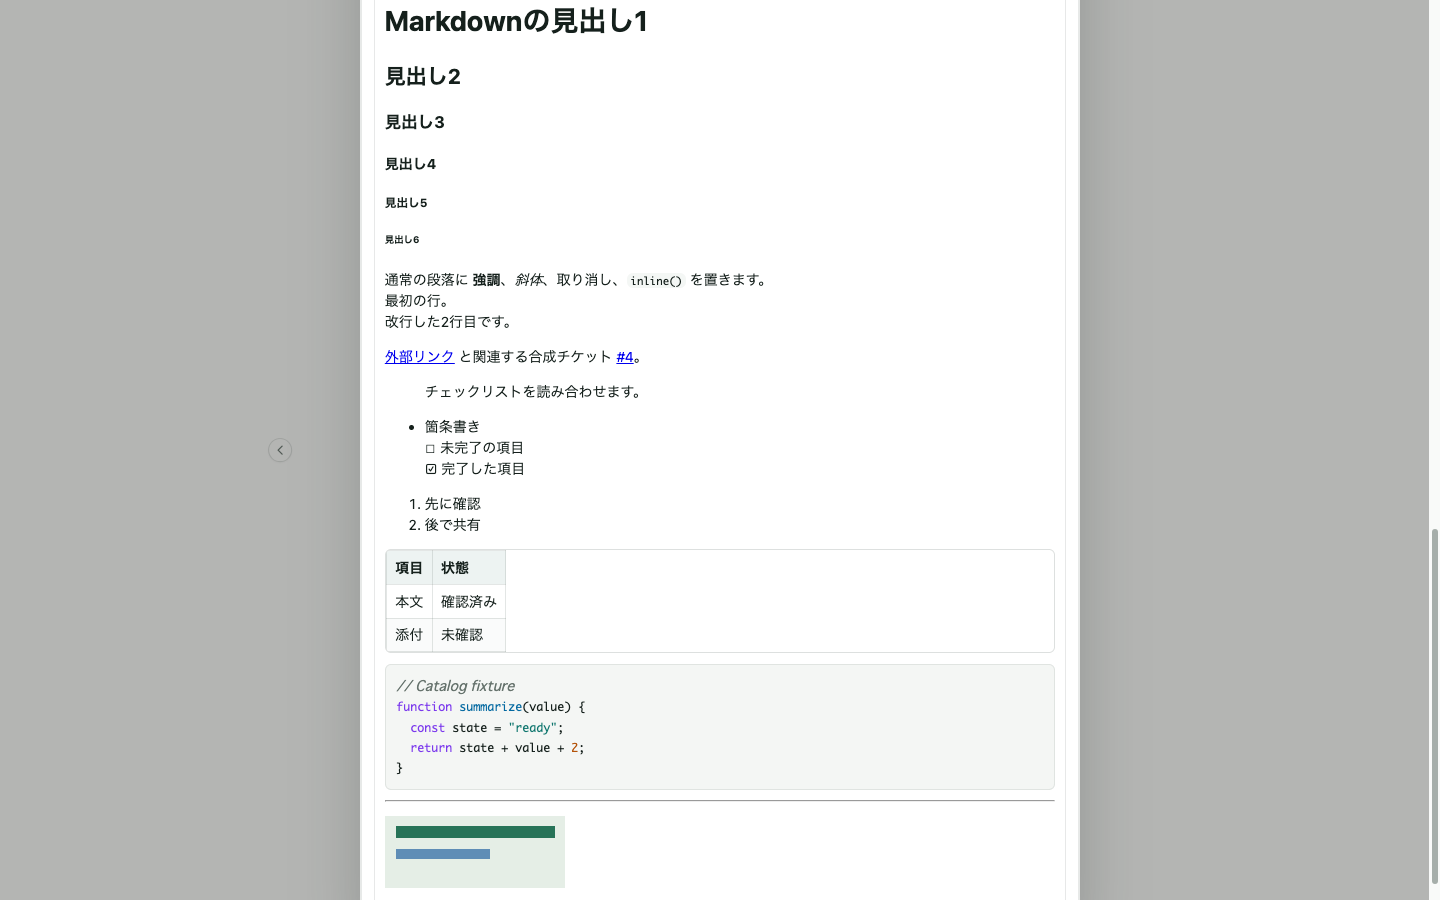 Markdownの見出し1
見出し2
見出し3
見出し4
見出し5
見出し6
通常の段落に 強調、斜体、取り消し、 inline() を置きます。
最初の行。
改行した2行目です。
外部リンク と関連する合成チケット #4。
チェックリストを読み合わせます。
• 箇条書き
☐ 未完了の項目
☑ 完了した項目
1. 先に確認
2. 後で共有
項目 状態
本文 確認済み
添付 未確認
// Catalog fixture
function summarize(value) {
  const state = "ready";
  return state + value + 2;
}